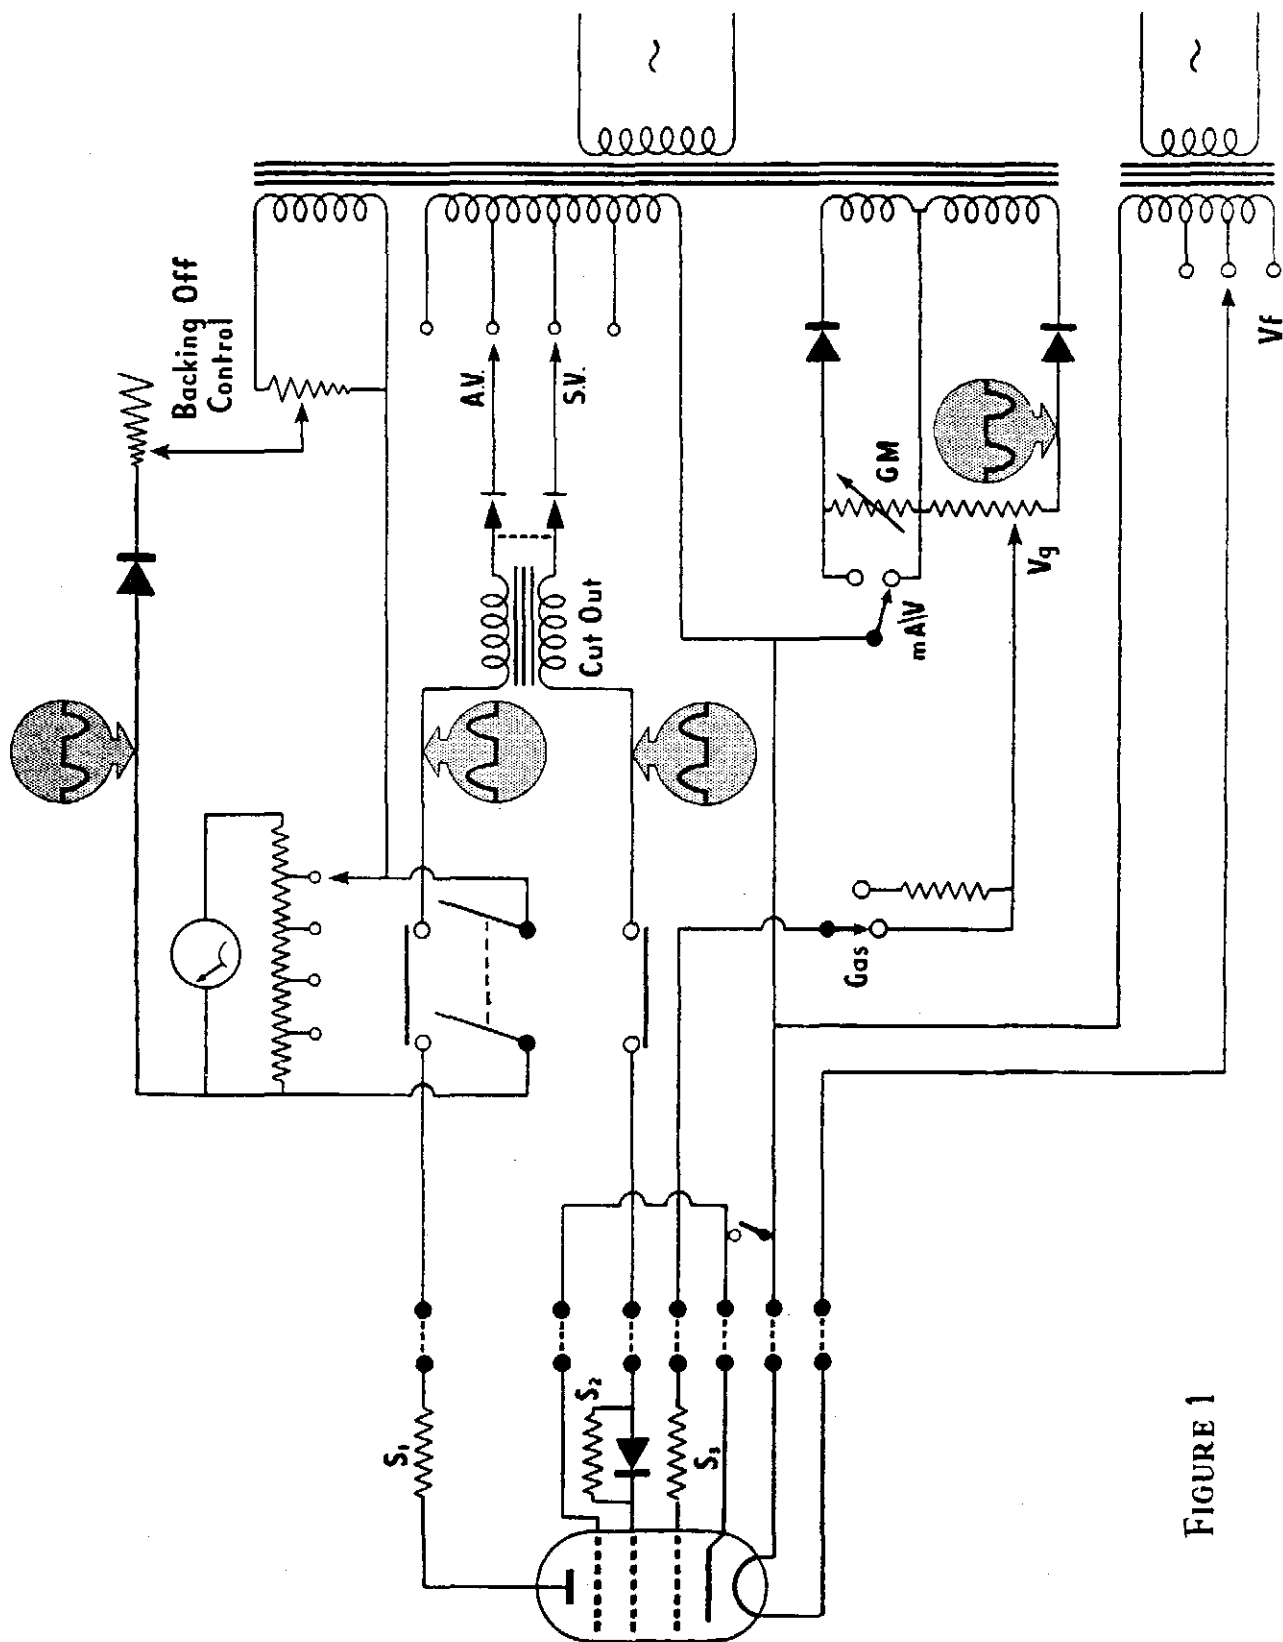 Backing Off
Control
A.V.
S.V.
Cut Out
GM
Vg
mA/V
Gas
Vf
S1
S2
S3
~
~
FIGURE 1